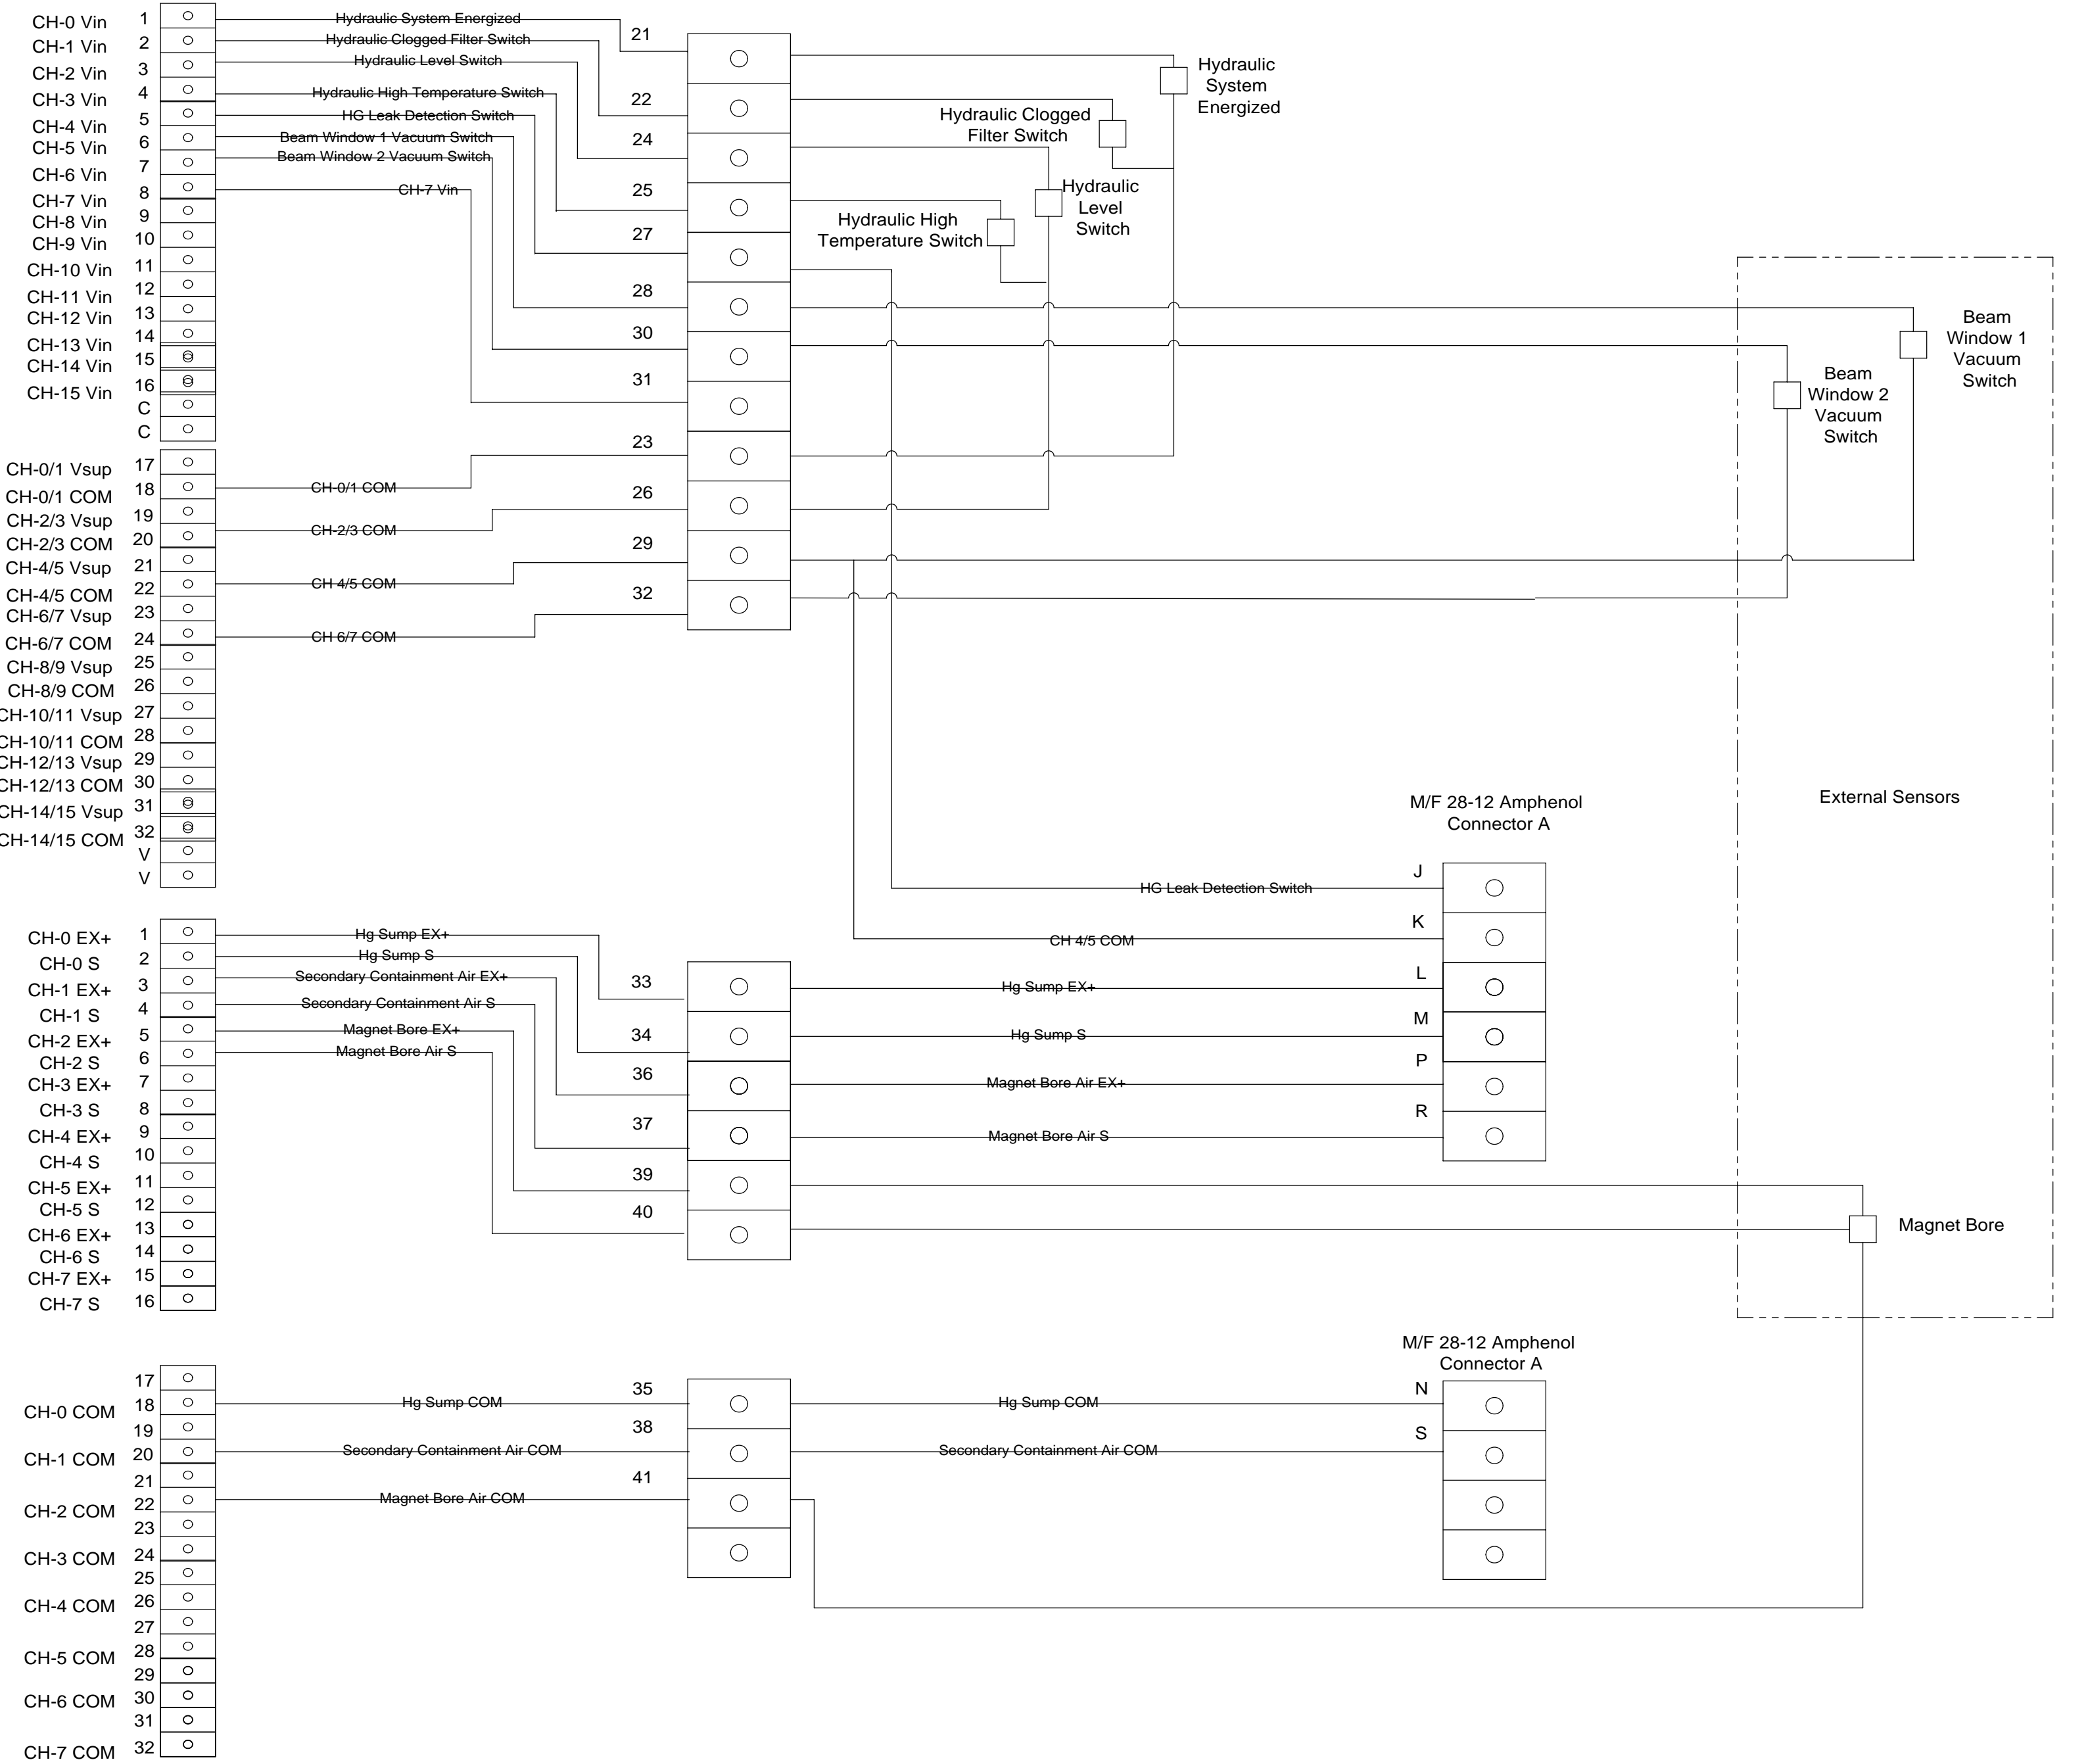 CH-0 Vin 1 Hydraulic System Energized 21
CH-1 Vin 2 Hydraulic Clogged Filter Switch
CH-2 Vin 3 Hydraulic Level Switch
CH-3 Vin 4 Hydraulic High Temperature Switch 22
CH-4 Vin 5 HG Leak Detection Switch
CH-5 Vin 6 Beam Window 1 Vacuum Switch 24
CH-6 Vin 7 Beam Window 2 Vacuum Switch
CH-7 Vin 8 CH-7 Vin 25
CH-8 Vin 9
CH-9 Vin 10 27
CH-10 Vin 11
CH-11 Vin 12 28
CH-12 Vin 13
CH-13 Vin 14 30
CH-14 Vin 15
CH-15 Vin 16 31
C
C
23
Hydraulic
System
Energized
Hydraulic Clogged
Filter Switch
Hydraulic
Level
Switch
Hydraulic High
Temperature Switch
Beam
Window 1
Vacuum
Switch
Beam
Window 2
Vacuum
Switch
CH-0/1 Vsup 17
CH-0/1 COM 18 CH-0/1 COM 26
CH-2/3 Vsup 19
CH-2/3 COM 20 CH-2/3 COM 29
CH-4/5 Vsup 21
CH-4/5 COM 22 CH 4/5 COM 32
CH-6/7 Vsup 23
CH-6/7 COM 24 CH 6/7 COM
CH-8/9 Vsup 25
CH-8/9 COM 26
CH-10/11 Vsup 27
CH-10/11 COM 28
CH-12/13 Vsup 29
CH-12/13 COM 30
CH-14/15 Vsup 31
CH-14/15 COM 32
V
V
External Sensors
M/F 28-12 Amphenol
Connector A
HG Leak Detection Switch J
CH 4/5 COM K
CH-0 EX+ 1 Hg Sump EX+
CH-0 S 2 Hg Sump S
CH-1 EX+ 3 Secondary Containment Air EX+ 33 Hg Sump EX+ L
CH-1 S 4 Secondary Containment Air S
CH-2 EX+ 5 Magnet Bore EX+ 34 Hg Sump S M
CH-2 S 6 Magnet Bore Air S
CH-3 EX+ 7 36 Magnet Bore Air EX+ P
CH-3 S 8
CH-4 EX+ 9 37 Magnet Bore Air S R
CH-4 S 10
CH-5 EX+ 11 39
CH-5 S 12
CH-6 EX+ 13 40 Magnet Bore
CH-6 S 14
CH-7 EX+ 15
CH-7 S 16
M/F 28-12 Amphenol
Connector A
17
CH-0 COM 18 Hg Sump COM 35 Hg Sump COM N
19
CH-1 COM 20 Secondary Containment Air COM 38 Secondary Containment Air COM S
21
CH-2 COM 22 Magnet Bore Air COM 41
23
CH-3 COM 24
25
CH-4 COM 26
27
CH-5 COM 28
29
CH-6 COM 30
31
CH-7 COM 32